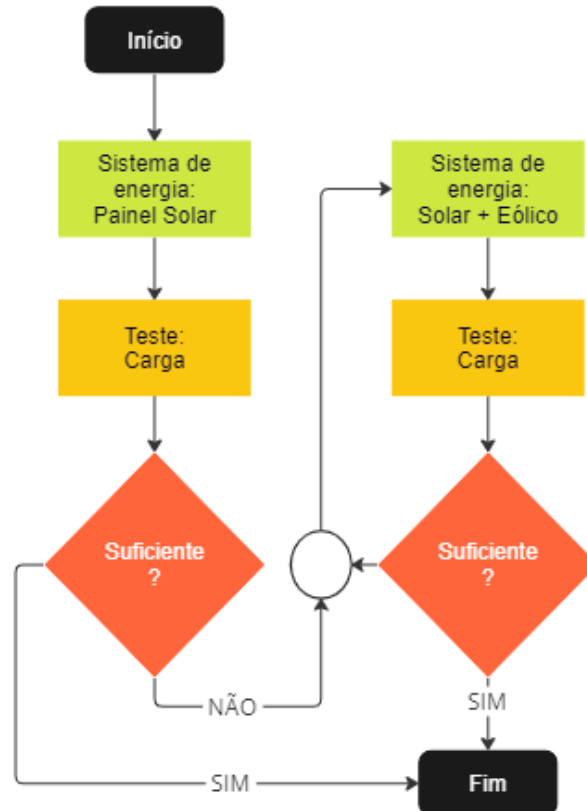 Início
Sistema de
energia:
Painel Solar
Teste:
Carga
Suficiente
?
NÃO
SIM
Sistema de
energia:
Solar + Eólico
Teste:
Carga
Suficiente
?
SIM
Fim